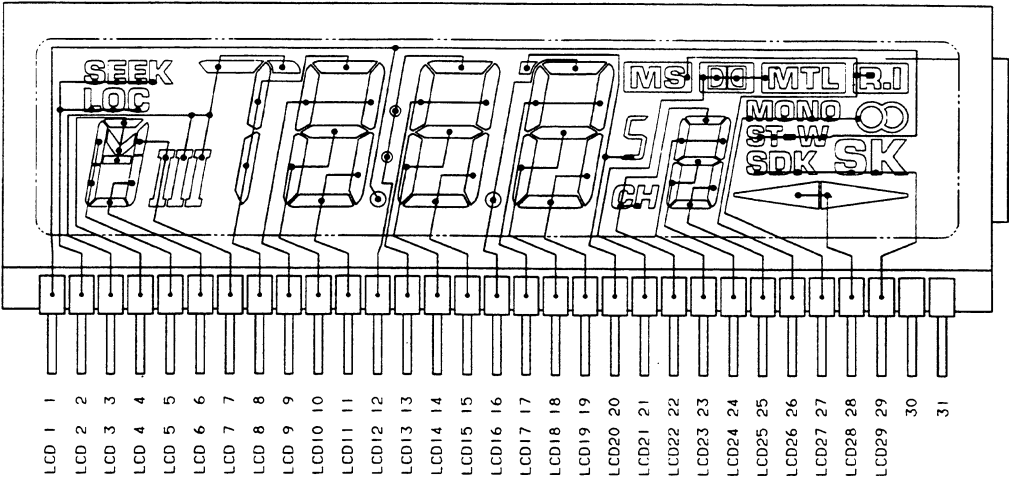 SEEK
LOC
MS
MTL
R.I
MONO
ST-W
SDK
SK
5
CH
1 2 3 4 5 6 7 8 9 10 11 12 13 14 15 16 17 18 19 20 21 22 23 24 25 26 27 28 29 30 31
LCD 1 LCD 2 LCD 3 LCD 4 LCD 5 LCD 6 LCD 7 LCD 8 LCD 9 LCD10 LCD11 LCD12 LCD13 LCD14 LCD15 LCD16 LCD17 LCD18 LCD19 LCD20 LCD21 LCD22 LCD23 LCD24 LCD25 LCD26 LCD27 LCD28 LCD29